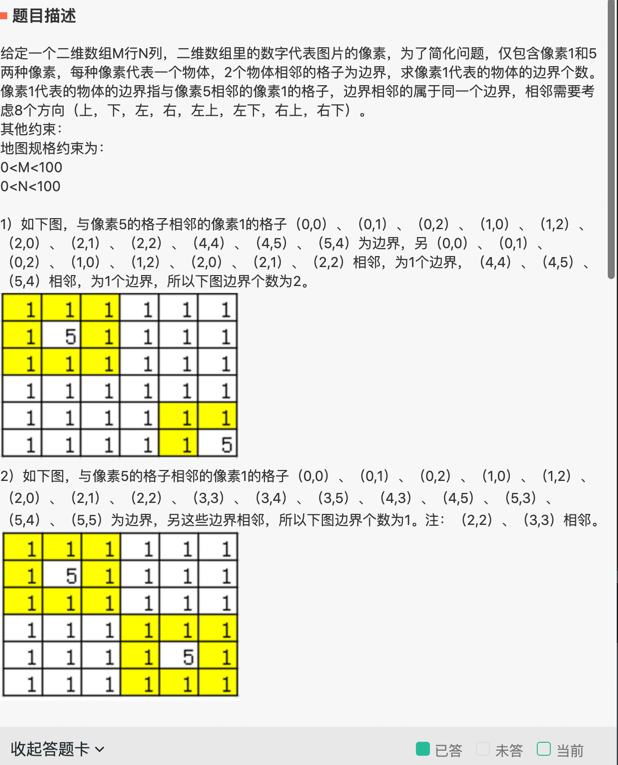 题目描述
给定一个二维数组M行N列，二维数组里的数字代表图片的像素，为了简化问题，仅包含像素1和5
两种像素，每种像素代表一个物体，2个物体相邻的格子为边界，求像素1代表的物体的边界个数。
像素1代表的物体的边界指与像素5相邻的像素1的格子，边界相邻的属于同一个边界，相邻需要考
虑8个方向（上，下，左，右，左上，左下，右上，右下）。
其他约束：
地图规格约束为：
0<M<100
0<N<100
1）如下图，与像素5的格子相邻的像素1的格子（0,0）、（0,1）、（0,2）、（1,0）、（1,2）、
（2,0）、（2,1）、（2,2）、（4,4）、（4,5）、（5,4）为边界，另（0,0）、（0,1）、
（0,2）、（1,0）、（1,2）、（2,0）、（2,1）、（2,2）相邻，为1个边界，（4,4）、（4,5）、
（5,4）相邻，为1个边界，所以下图边界个数为2。
1 1 1 1 1 1
1 5 1 1 1 1
1 1 1 1 1 1
1 1 1 1 1 1
1 1 1 1 1 1
1 1 1 1 1 5
2）如下图，与像素5的格子相邻的像素1的格子（0,0）、（0,1）、（0,2）、（1,0）、（1,2）、
（2,0）、（2,1）、（2,2）、（3,3）、（3,4）、（3,5）、（4,3）、（4,5）、（5,3）、
（5,4）、（5,5）为边界，另这些边界相邻，所以下图边界个数为1。注：（2,2）、（3,3）相邻。
1 1 1 1 1 1
1 5 1 1 1 1
1 1 1 1 1 1
1 1 1 1 1 1
1 1 1 1 5 1
1 1 1 1 1 1
收起答题卡 已答 未答 当前